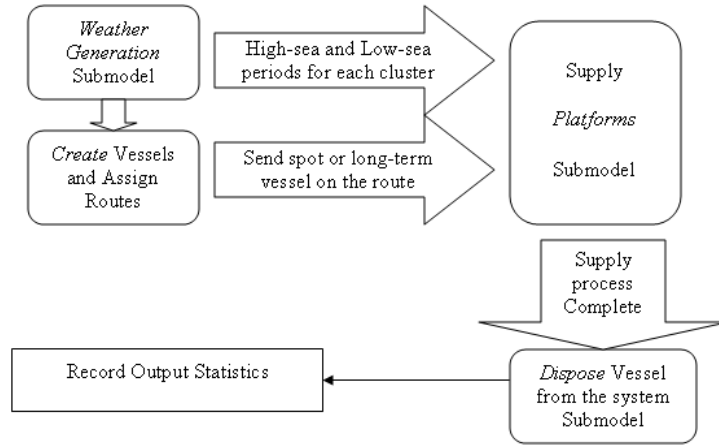 Weather
Generation
Submodel
High-sea and Low-sea
periods for each cluster
Supply
Platforms
Submodel
Create Vessels
and Assign
Routes
Send spot or long-term
vessel on the route
Supply
process
Complete
Record Output Statistics
Dispose Vessel
from the system
Submodel